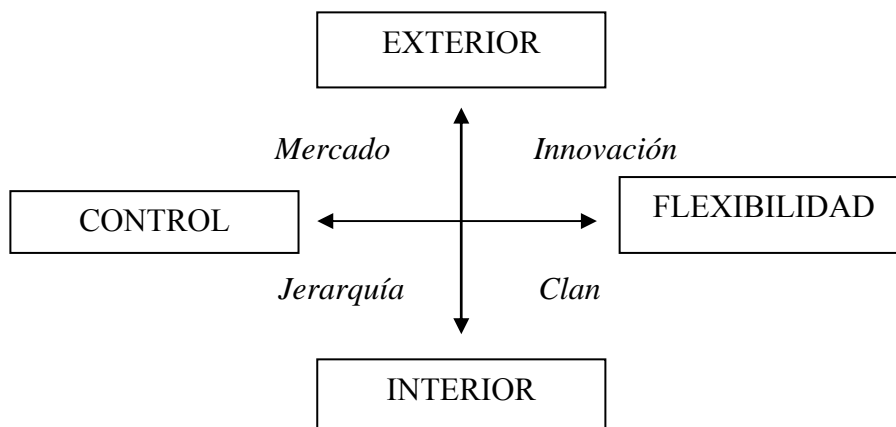 EXTERIOR
Mercado
Innovación
CONTROL
FLEXIBILIDAD
Jerarquía
Clan
INTERIOR